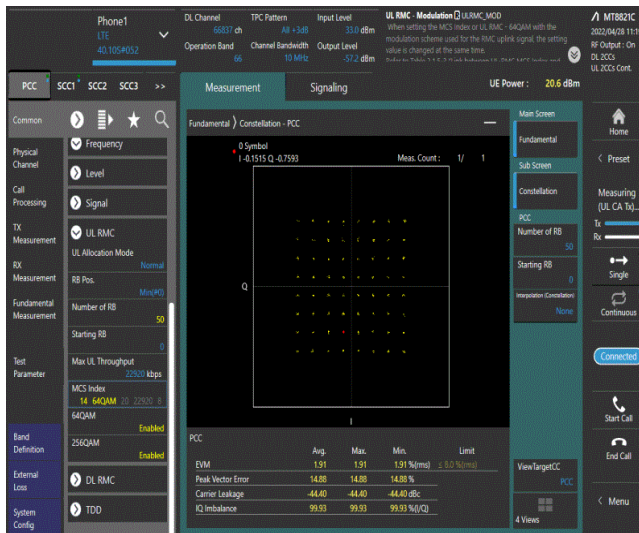 Phone1
LTE
40.105#052
DL Channel TPC Pattern Input Level
66837 ch All +3dB 33.0 dBm
Operation Band Channel Bandwidth Output Level
66 10 MHz -57.2 dBm
UL RMC - Modulation ULRMC_MOD
When setting the MCS Index or UL RMC - 64QAM with the
modulation scheme used for the RMC uplink signal, the setting
value is changed at the same time.
MT8821C
2022/04/28 11:1
RF Output : On
DL 2CCs
UL 2CCs Cont.
PCC SCC1 SCC2 SCC3 >>
Measurement Signaling
UE Power : 20.6 dBm
Common
Physical Channel
Call Processing
TX Measurement
RX Measurement
Fundamental Measurement
Test Parameter
Band Definition
External Loss
System Config
Frequency
Level
Signal
UL RMC
UL Allocation Mode
Normal
RB Pos.
Min(#0)
Number of RB
50
Starting RB
0
Max UL Throughput
22920 kbps
MCS Index
14 64QAM 20 22920 8
64QAM
Enabled
256QAM
Enabled
DL RMC
TDD
Fundamental 〉 Constellation - PCC
0 Symbol
I -0.1515 Q -0.7593 Meas. Count : 1/ 1
Q
I
PCC
Avg. Max. Min. Limit
EVM 1.91 1.91 1.91 %(rms) ≤ 8.0 %(rms)
Peak Vector Error 14.88 14.88 14.88 %
Carrier Leakage -44.40 -44.40 -44.40 dBc
IQ Imbalance 99.93 99.93 99.93 %(I/Q)
Main Screen
Fundamental
Sub Screen
Constellation
PCC
Number of RB
50
Starting RB
0
Interpolation (Constellation)
None
ViewTargetCC
PCC
4 Views
Home
< Preset
Measuring
(UL CA Tx)...
Tx
Rx
Single
Continuous
Connected
Start Call
End Call
< Menu